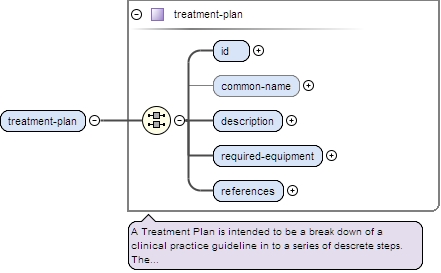 treatment-plan
id
common-name
treatment-plan
description
required-equipment
references
A Treatment Plan is intended to be a break down of a
clinical practice guideline in to a series of descrete steps.
The...